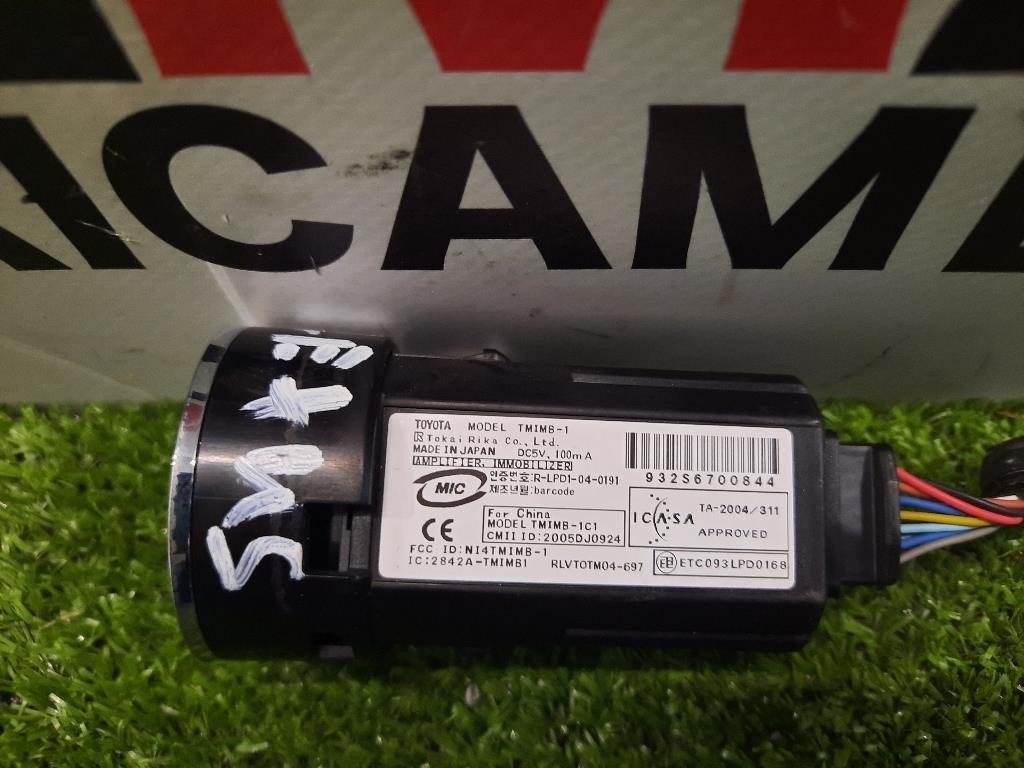 ICAM
SMXE
TOYOTA MODEL TMIMB-1
R Tokai Rika Co., Ltd.
MADE IN JAPAN DC5V, 100mA
AMPLIFIER, IMMOBILIZER
MIC 인증번호:R-LPD1-04-0191
제조년월:barcode
932S6700844
For China
MODEL TMIMB-1C1
CMII ID:2005DJ0924
CE
ICASA TA-2004/311
APPROVED
FCC ID:NI4TMIMB-1
IC:2842A-TMIMB1 RLVTOTM04-697
ETC093LPD0168